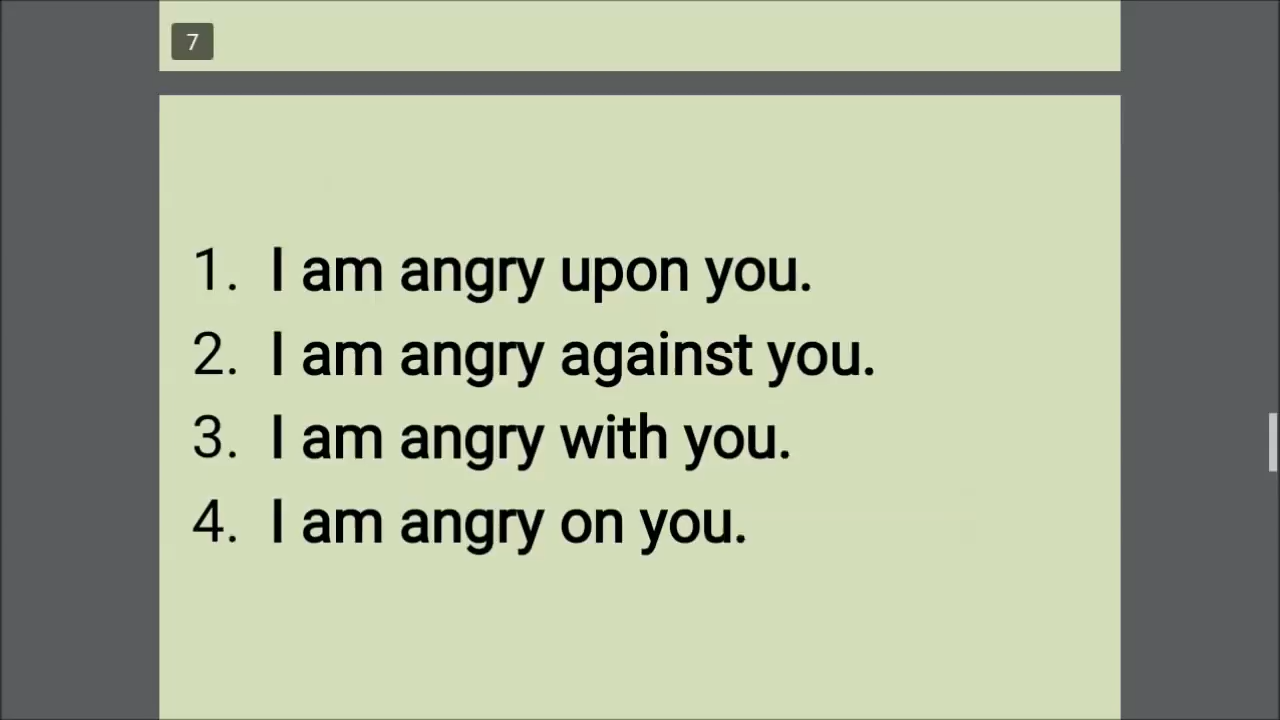 7
1. I am angry upon you.
2. I am angry against you.
3. I am angry with you.
4. I am angry on you.